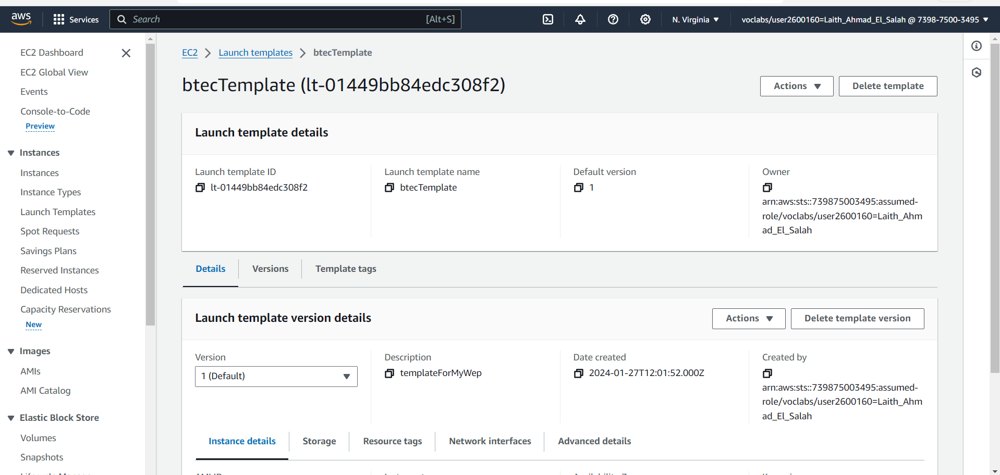 aws
Services
Search
[Alt+S]
N. Virginia
voclabs/user2600160=Laith_Ahmad_El_Salah @ 7398-7500-3495
EC2 Dashboard
EC2 Global View
Events
Console-to-Code
Preview
Instances
Instances
Instance Types
Launch Templates
Spot Requests
Savings Plans
Reserved Instances
Dedicated Hosts
Capacity Reservations
New
Images
AMIs
AMI Catalog
Elastic Block Store
Volumes
Snapshots
EC2 > Launch templates > btecTemplate
btecTemplate (lt-01449bb84edc308f2)
Actions
Delete template
Launch template details
Launch template ID
lt-01449bb84edc308f2
Launch template name
btecTemplate
Default version
1
Owner
arn:aws:sts::739875003495:assumed-
role/voclabs/user2600160=Laith_Ahm
ad_El_Salah
Details
Versions
Template tags
Launch template version details
Actions
Delete template version
Version
1 (Default)
Description
templateForMyWep
Date created
2024-01-27T12:01:52.000Z
Created by
arn:aws:sts::739875003495:assumed-
role/voclabs/user2600160=Laith_Ahm
ad_El_Salah
Instance details
Storage
Resource tags
Network interfaces
Advanced details